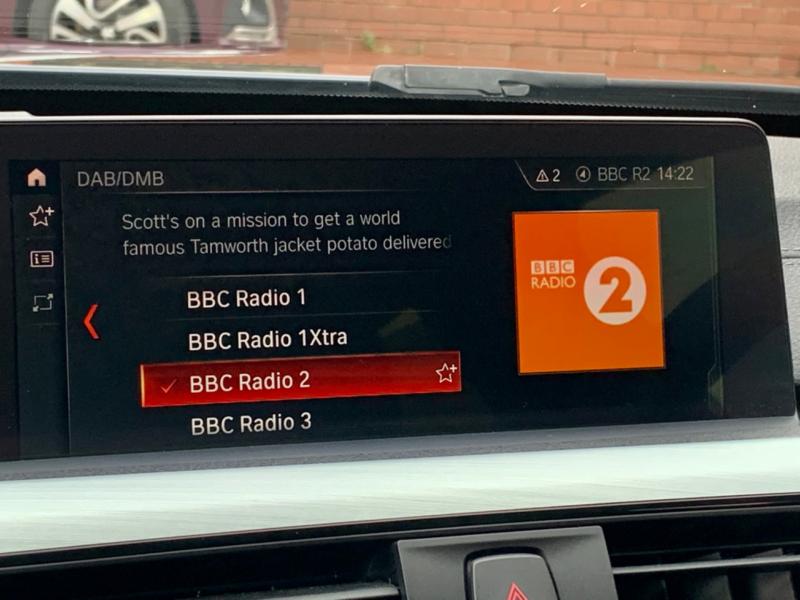 DAB/DMB
2 BBC R2 14:22
Scott's on a mission to get a world
famous Tamworth jacket potato delivered
BBC Radio 1
BBC Radio 1Xtra
BBC Radio 2
BBC Radio 3
BBC
RADIO
2